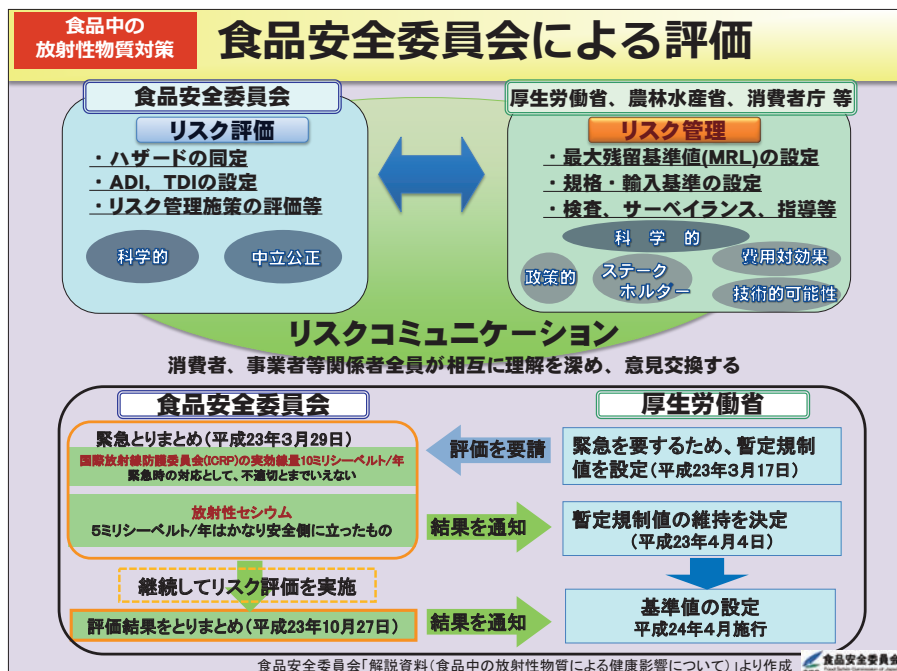 食品中の
放射性物質対策
食品安全委員会による評価
食品安全委員会
リスク評価
・ハザードの同定
・ADI, TDIの設定
・リスク管理施策の評価等
科学的
中立公正
厚生労働省、農林水産省、消費者庁 等
リスク管理
・最大残留基準値(MRL)の設定
・規格・輸入基準の設定
・検査、サーベイランス、指導等
科 学 的
政策的
ステーク
ホルダー
費用対効果
技術的可能性
リスクコミュニケーション
消費者、事業者等関係者全員が相互に理解を深め、意見交換する
食品安全委員会
緊急とりまとめ(平成23年3月29日)
国際放射線防護委員会(ICRP)の実効線量10ミリシーベルト/年
緊急時の対応として、不適切とまでいえない
放射性セシウム
5ミリシーベルト/年はかなり安全側に立ったもの
継続してリスク評価を実施
評価結果をとりまとめ(平成23年10月27日)
評価を要請
結果を通知
結果を通知
厚生労働省
緊急を要するため、暫定規制
値を設定(平成23年3月17日)
暫定規制値の維持を決定
(平成23年4月4日)
基準値の設定
平成24年4月施行
食品安全委員会「解説資料(食品中の放射性物質による健康影響について)」より作成
食品安全委員会